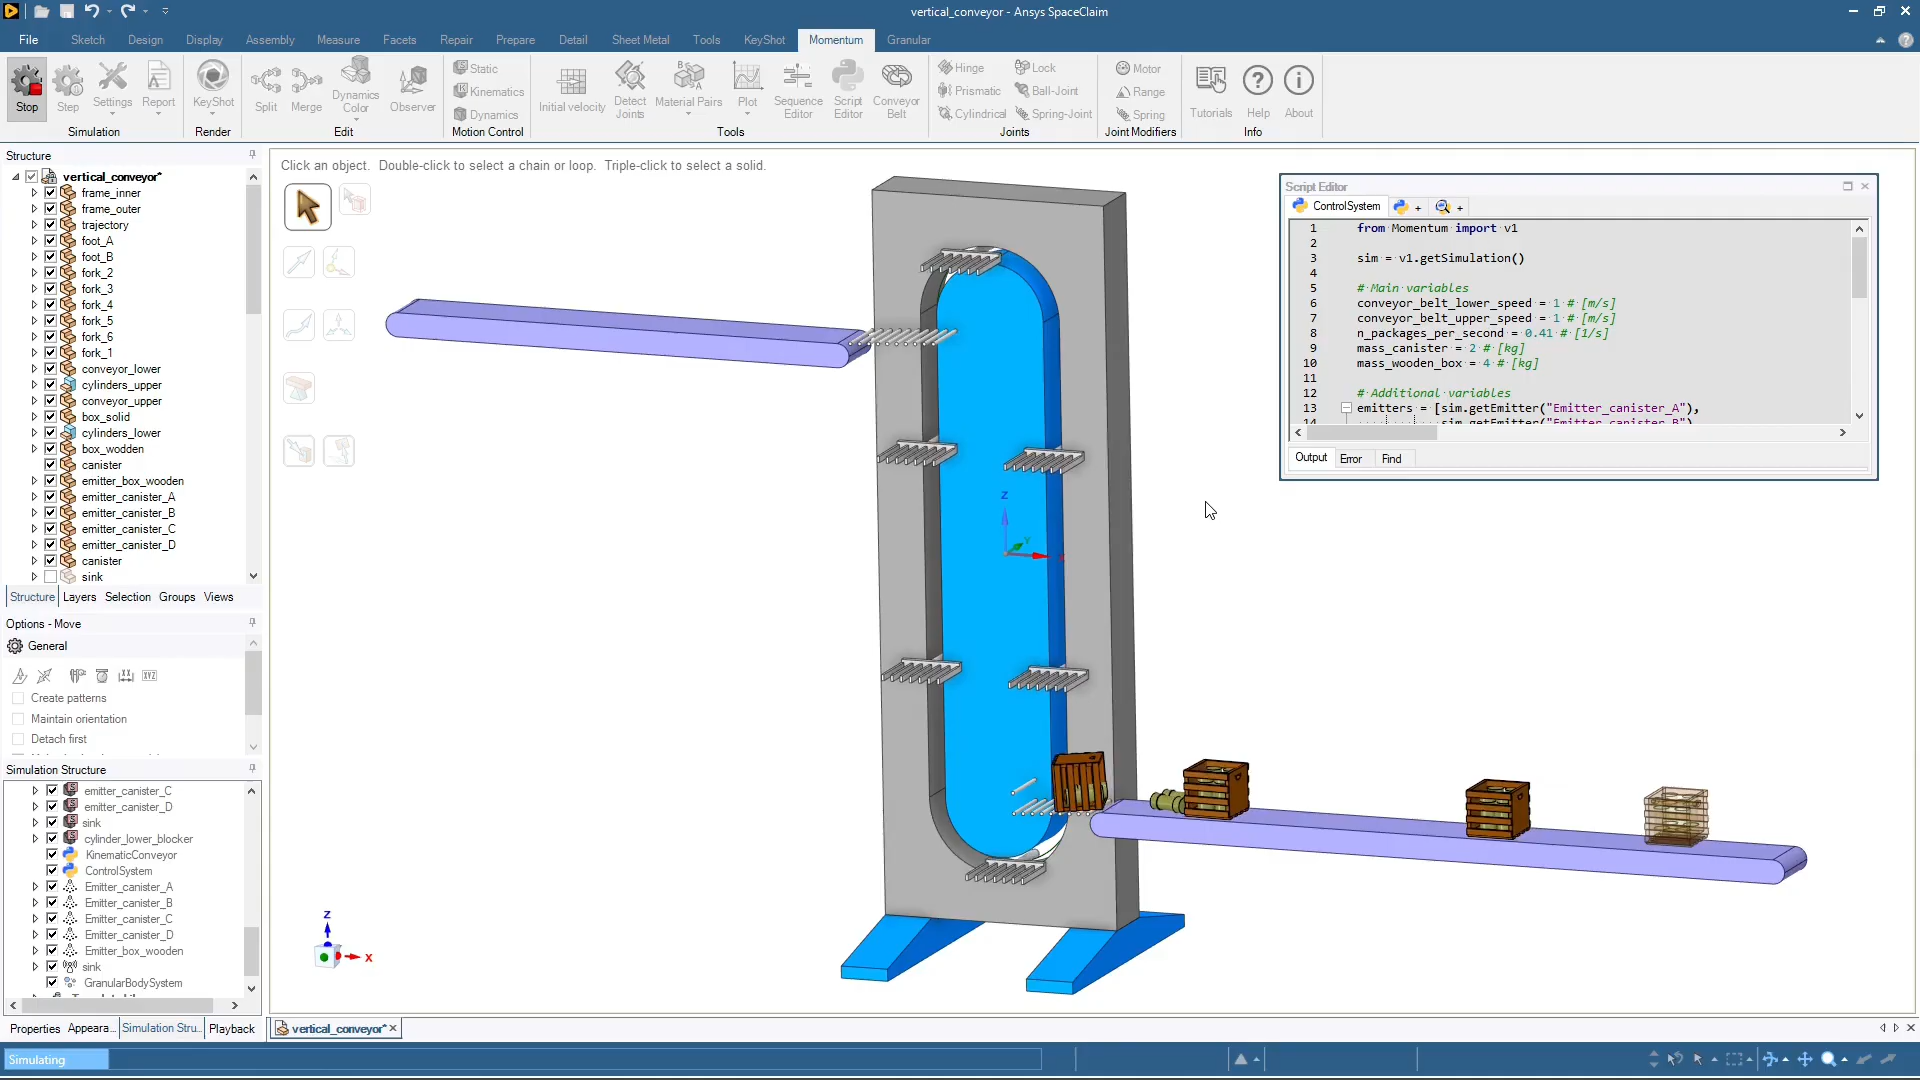 vertical_conveyor - Ansys SpaceClaim
File Sketch Design Display Assembly Measure Facets Repair Prepare Detail Sheet Metal Tools KeyShot Momentum Granular
Stop Step Settings Report
Simulation
KeyShot
Render
Split Merge Dynamics Color Observer
Edit
Static
Kinematics
Dynamics
Motion Control
Initial velocity Detect Joints Material Pairs Plot Sequence Editor Script Editor Conveyor Belt
Tools
Hinge Lock
Prismatic Ball-Joint
Cylindrical Spring-Joint
Joints
Motor
Range
Spring
Joint Modifiers
Tutorials Help About
Info
Structure
vertical_conveyor*
frame_inner
frame_outer
trajectory
foot_A
foot_B
fork_2
fork_3
fork_4
fork_5
fork_6
fork_1
conveyor_lower
cylinders_upper
conveyor_upper
box_solid
cylinders_lower
box_wodden
canister
emitter_box_wooden
emitter_canister_A
emitter_canister_B
emitter_canister_C
emitter_canister_D
canister
sink
Structure Layers Selection Groups Views
Options - Move
General
Create patterns
Maintain orientation
Detach first
Simulation Structure
emitter_canister_C
emitter_canister_D
sink
cylinder_lower_blocker
KinematicConveyor
ControlSystem
Emitter_canister_A
Emitter_canister_B
Emitter_canister_C
Emitter_canister_D
Emitter_box_wooden
sink
GranularBodySystem
Properties Appeara... Simulation Stru... Playback
Click an object. Double-click to select a chain or loop. Triple-click to select a solid.
Z
Y
X
Z
X
Script Editor
ControlSystem + +
1 from Momentum import v1
2
3 sim = v1.getSimulation()
4
5 # Main variables
6 conveyor_belt_lower_speed = 1 # [m/s]
7 conveyor_belt_upper_speed = 1 # [m/s]
8 n_packages_per_second = 0.41 # [1/s]
9 mass_canister = 2 # [kg]
10 mass_wooden_box = 4 # [kg]
11
12 # Additional variables
13 emitters = [sim.getEmitter("Emitter_canister_A"),
14 sim.getEmitter("Emitter_canister_B")
Output Error Find
vertical_conveyor*
Simulating